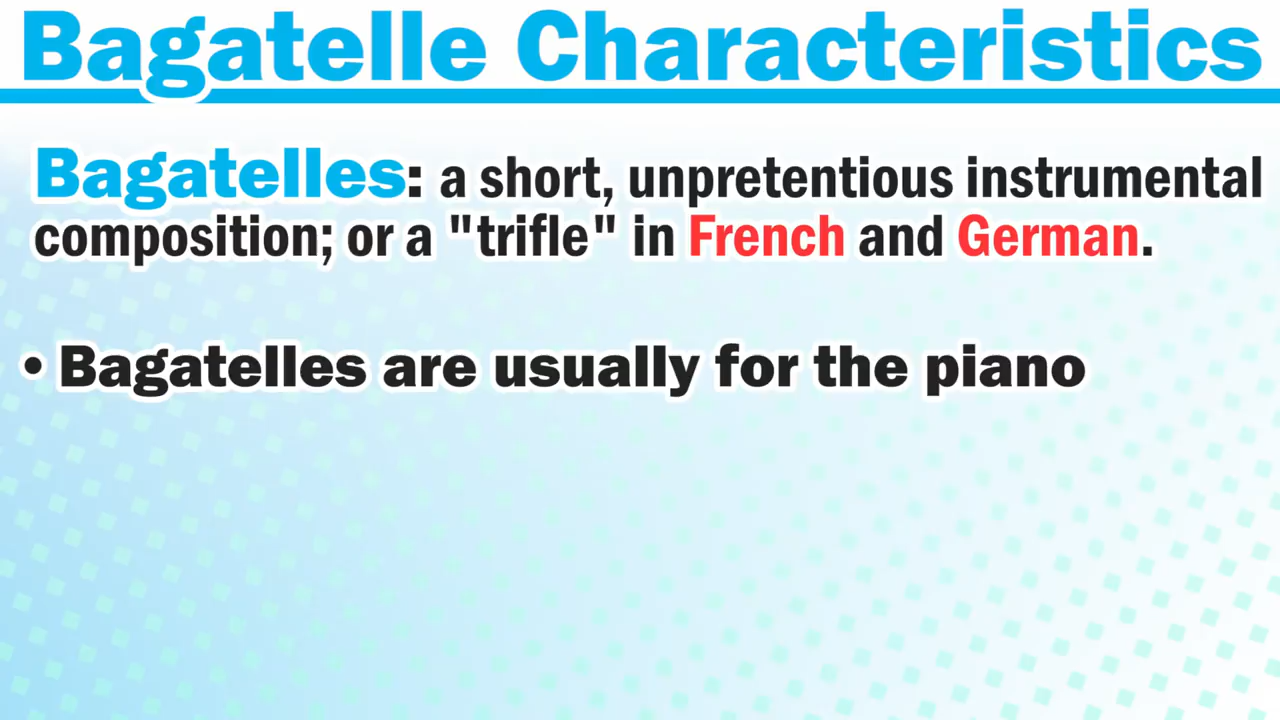 Bagatelle Characteristics
Bagatelles: a short, unpretentious instrumental
composition; or a "trifle" in French and German.
• Bagatelles are usually for the piano